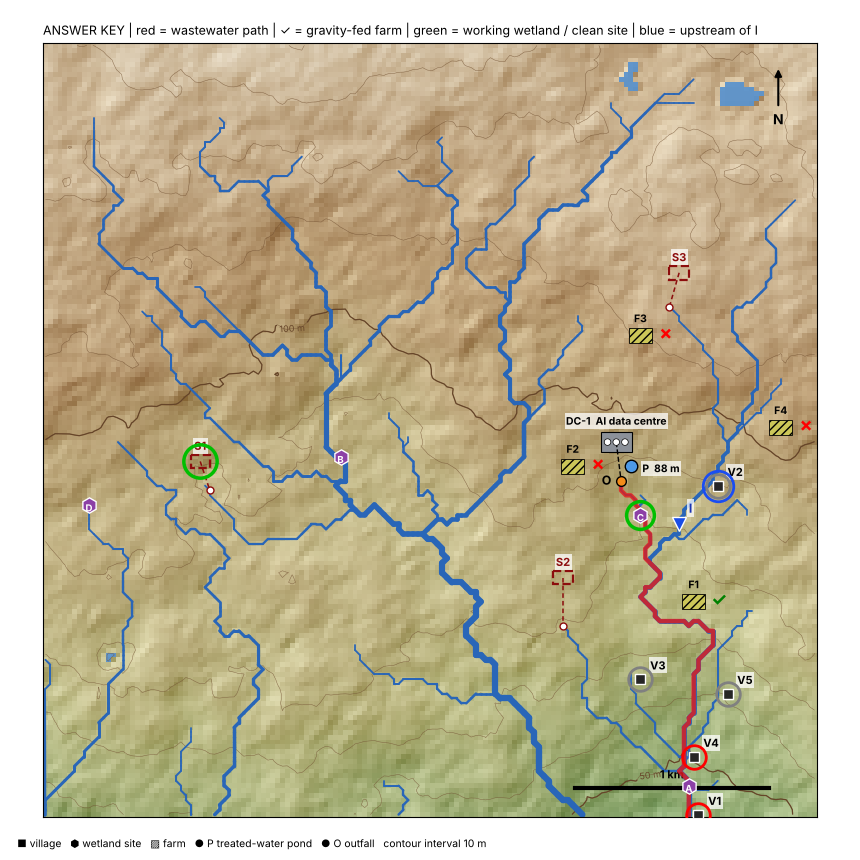 ANSWER KEY | red = wastewater path | ✓ = gravity-fed farm | green = working wetland / clean site | blue = upstream of I
N
S3
F3
100 m
F4
DC-1 AI data centre
S1
F2
B
P 88 m
V2
O
D
C
I
S2
F1
V3
V5
V4
50 m
1 km
A
V1
■ village ⬢ wetland site ▨ farm ● P treated-water pond ● O outfall contour interval 10 m